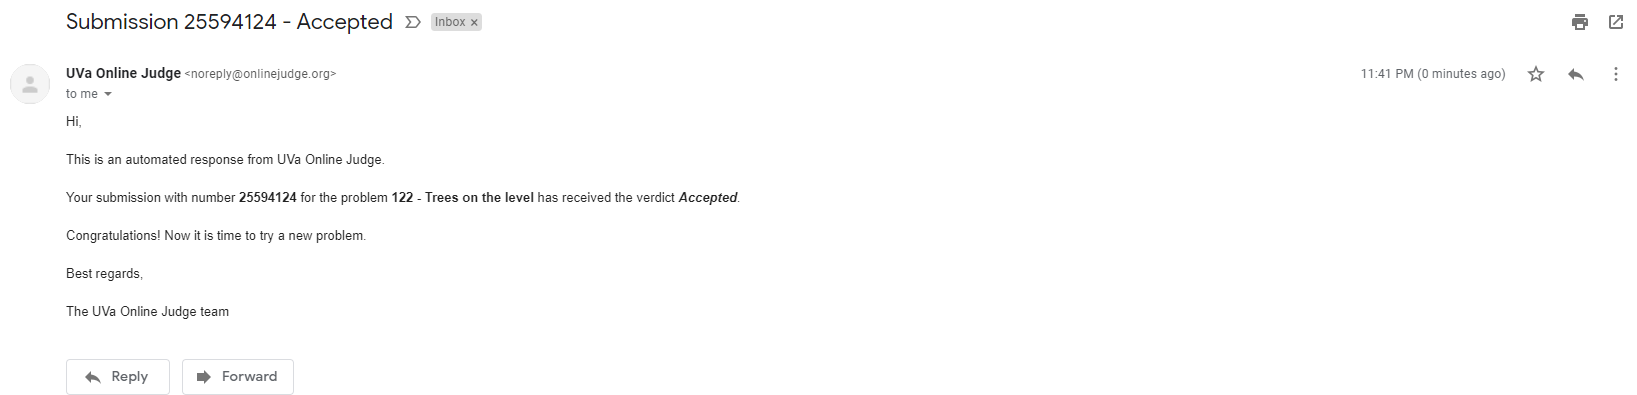 Submission 25594124 - Accepted Inbox ×
UVa Online Judge <noreply@onlinejudge.org> 11:41 PM (0 minutes ago)
to me
Hi,
This is an automated response from UVa Online Judge.
Your submission with number 25594124 for the problem 122 - Trees on the level has received the verdict Accepted.
Congratulations! Now it is time to try a new problem.
Best regards,
The UVa Online Judge team
Reply Forward